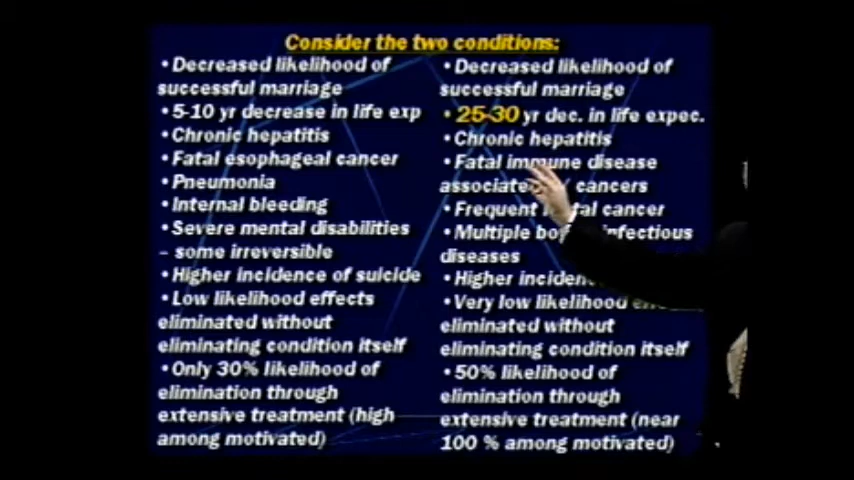 Consider the two conditions:
•Decreased likelihood of
successful marriage
•5-10 yr decrease in life exp
•Chronic hepatitis
•Fatal esophageal cancer
•Pneumonia
•Internal bleeding
•Severe mental disabilities
– some irreversible
•Higher incidence of suicide
•Low likelihood effects
eliminated without
eliminating condition itself
•Only 30% likelihood of
elimination through
extensive treatment (high
among motivated)
•Decreased likelihood of
successful marriage
• 25-30 yr dec. in life expec.
•Chronic hepatitis
•Fatal immune disease
cancers
•Frequent cancer
•Multiple infectious
diseases
•Higher
•Very low likelihood
eliminated without
eliminating condition itself
•50% likelihood of
elimination through
extensive treatment (near
100 % among motivated)